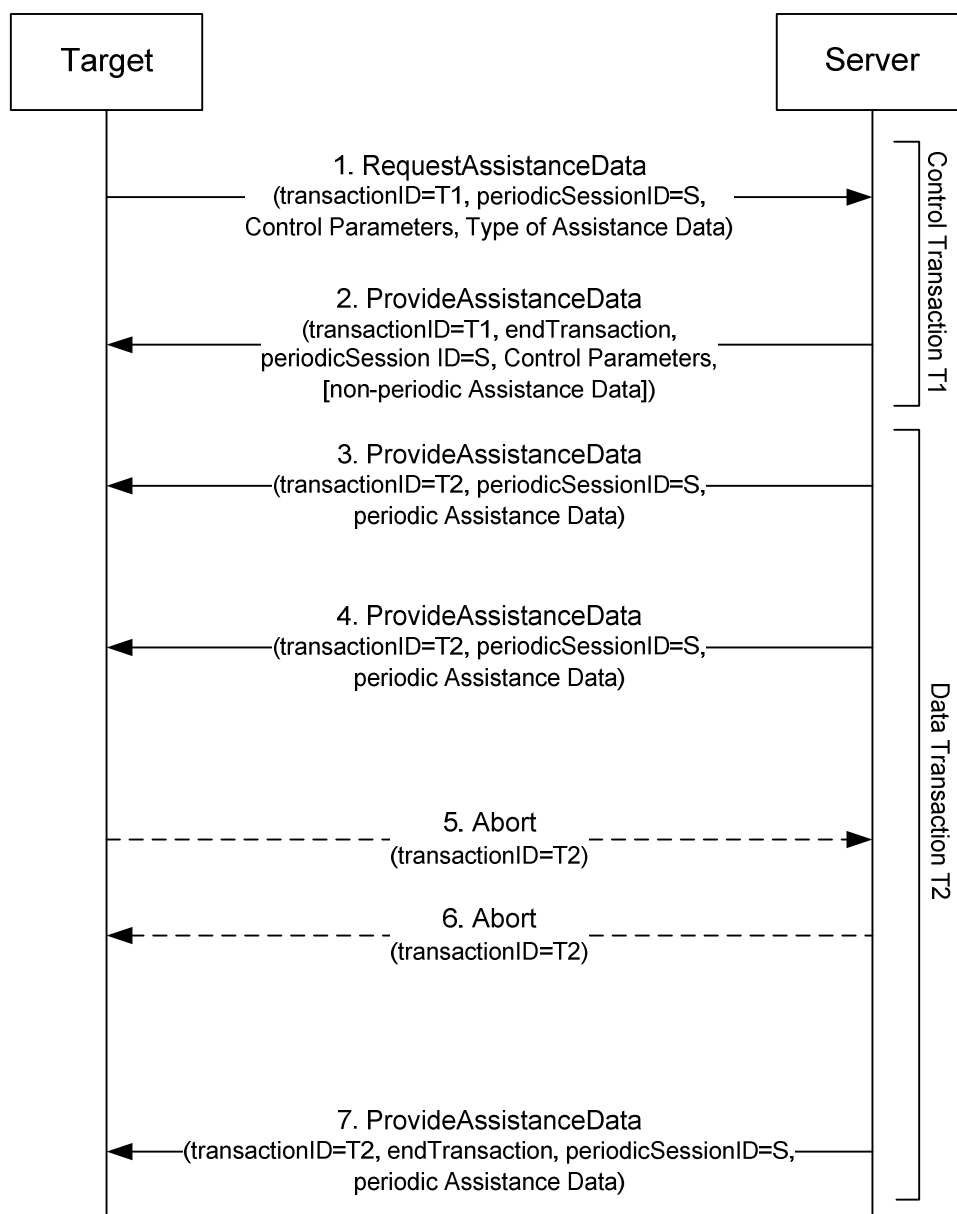 Target
Server
1. RequestAssistanceData
(transactionID=T1, periodicSessionID=S,
Control Parameters, Type of Assistance Data)
2. ProvideAssistanceData
(transactionID=T1, endTransaction,
periodicSession ID=S, Control Parameters,
[non-periodic Assistance Data])
Control Transaction T1
3. ProvideAssistanceData
(transactionID=T2, periodicSessionID=S,
periodic Assistance Data)
4. ProvideAssistanceData
(transactionID=T2, periodicSessionID=S,
periodic Assistance Data)
5. Abort
(transactionID=T2)
6. Abort
(transactionID=T2)
7. ProvideAssistanceData
(transactionID=T2, endTransaction, periodicSessionID=S,
periodic Assistance Data)
Data Transaction T2